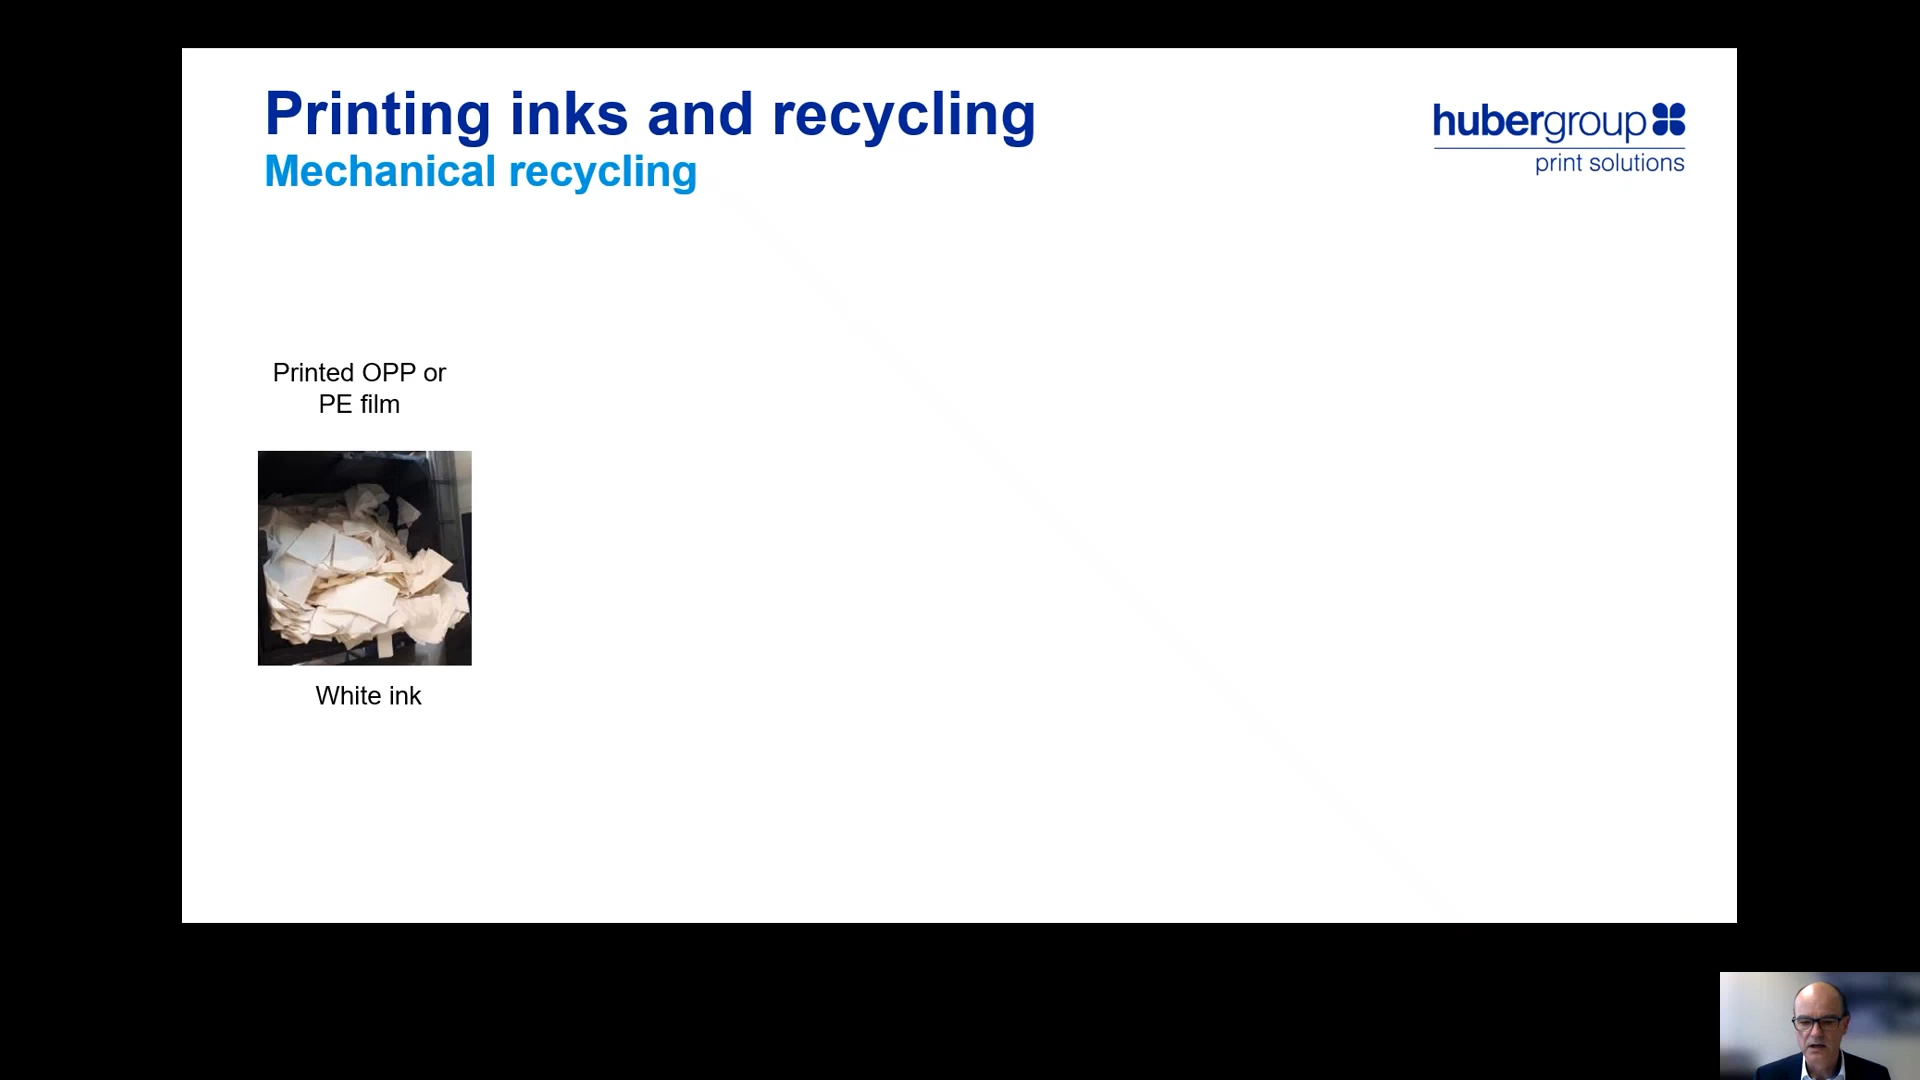 Printing inks and recycling
Mechanical recycling
hubergroup
print solutions
Printed OPP or
PE film
White ink